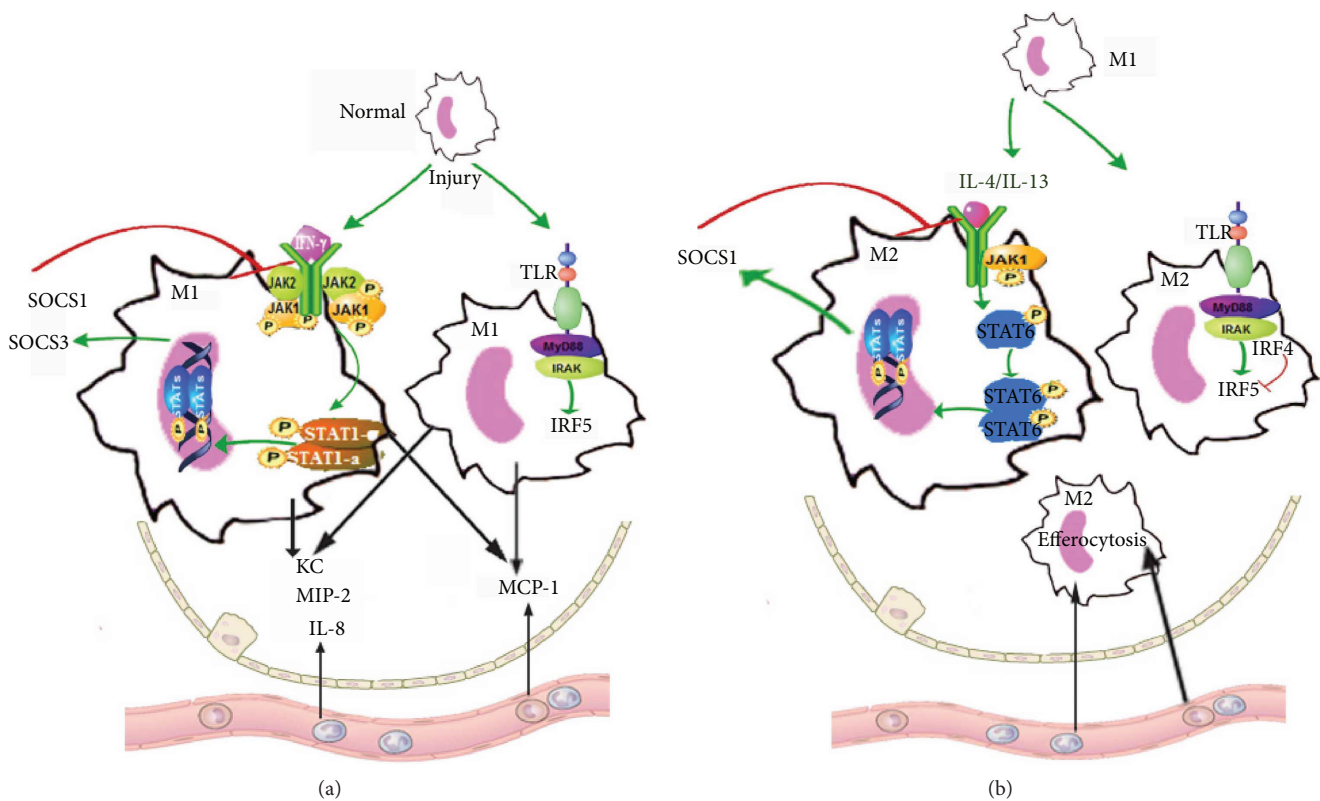 Normal
Injury
IFN-γ
JAK2
JAK2
JAK1
JAK1
P
P
P
P
SOCS1
M1
SOCS3
STATS
STATS
P
P
P
STAT1-
P
STAT1-a
TLR
M1
MyD88
IRAK
IRF5
KC
MIP-2
IL-8
MCP-1
(a)
M1
IL-4/IL-13
SOCS1
M2
JAK1
P
P
STAT6
STATS
STATS
P
P
STAT6
P
STAT6
P
TLR
M2
MyD88
IRAK
IRF4
IRF5
M2
Efferocytosis
(b)